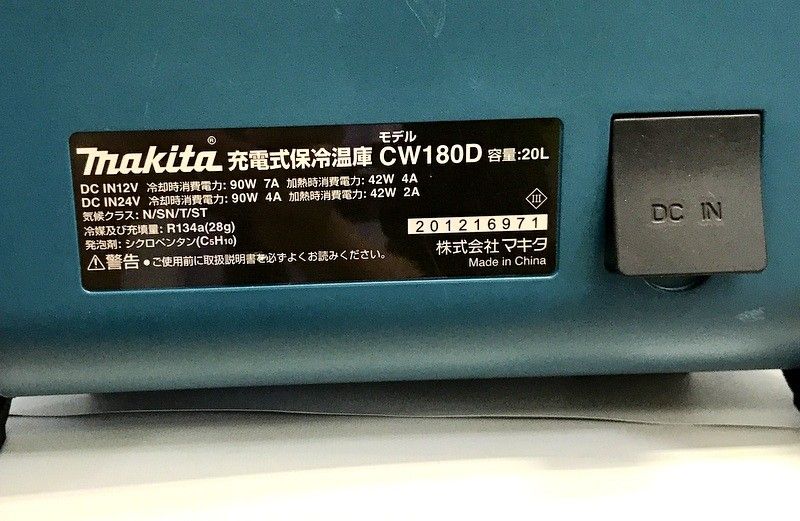 makita® 充電式保冷温庫 モデル CW180D 容量:20L
DC IN12V 冷却時消費電力: 90W 7A 加熱時消費電力: 42W 4A
DC IN24V 冷却時消費電力: 90W 4A 加熱時消費電力: 42W 2A
気候クラス: N/SN/T/ST
冷媒及び充填量: R134a(28g)
発泡剤: シクロペンタン(C5H10)
⚠警告 ●ご使用前に取扱説明書を必ずよくお読みください。
III
201216971
株式会社 マキタ
Made in China
DC IN